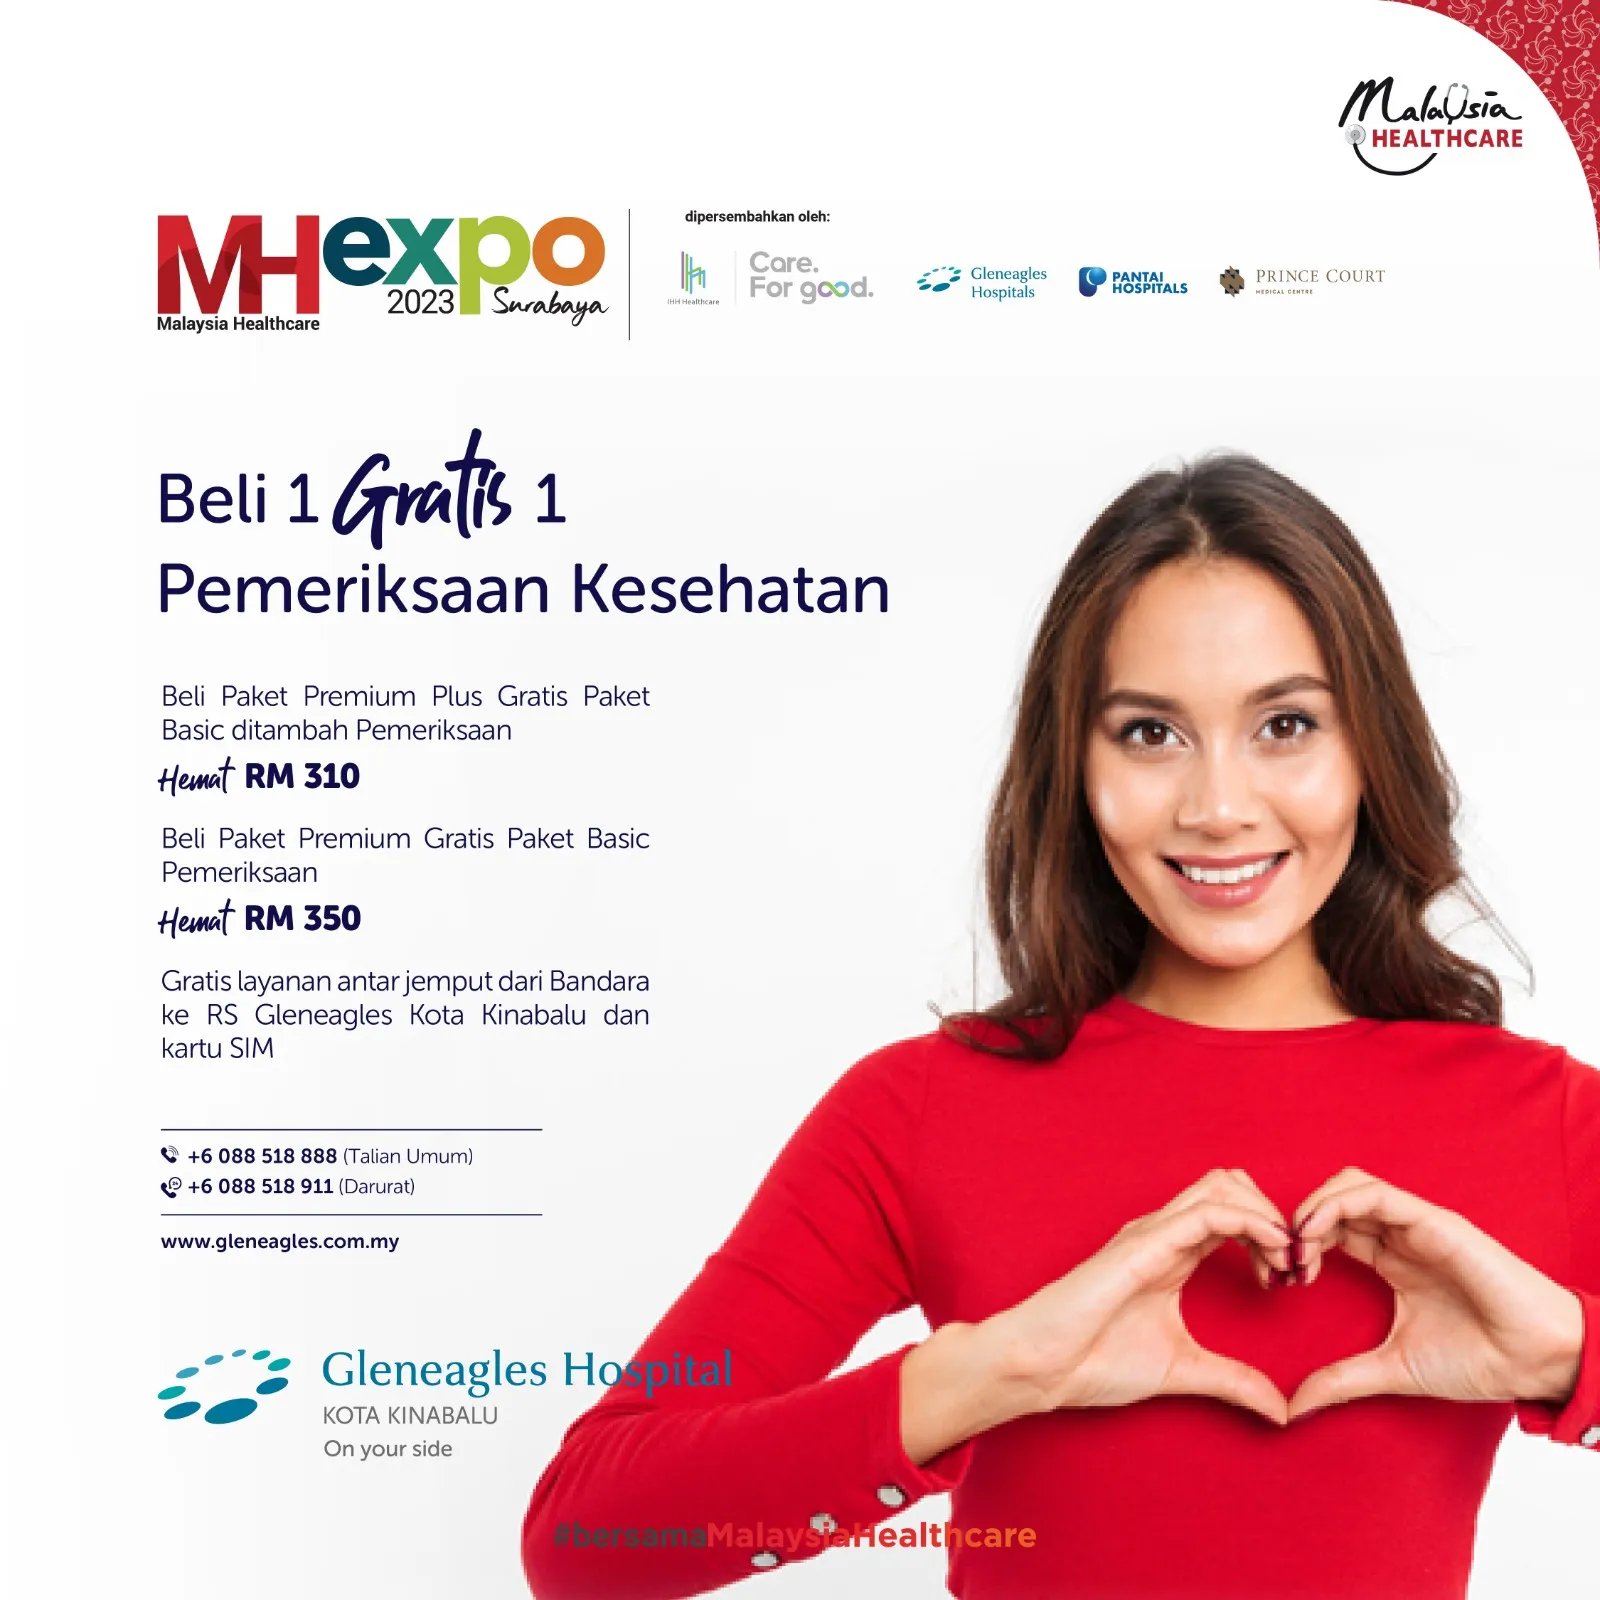 Malaysia
HEALTHCARE
MHexpo
2023 Surabaya
Malaysia Healthcare
dipersembahkan oleh:
IHH Healthcare
Care.
For good.
Gleneagles
Hospitals
PANTAI
HOSPITALS
PRINCE COURT
MEDICAL CENTRE
Beli 1 Gratis 1
Pemeriksaan Kesehatan
Beli Paket Premium Plus Gratis Paket
Basic ditambah Pemeriksaan
Hemat RM 310
Beli Paket Premium Gratis Paket Basic
Pemeriksaan
Hemat RM 350
Gratis layanan antar jemput dari Bandara
ke RS Gleneagles Kota Kinabalu dan
kartu SIM
+6 088 518 888 (Talian Umum)
+6 088 518 911 (Darurat)
www.gleneagles.com.my
Gleneagles Hospital
KOTA KINABALU
On your side
#bersamaMalaysiaHealthcare